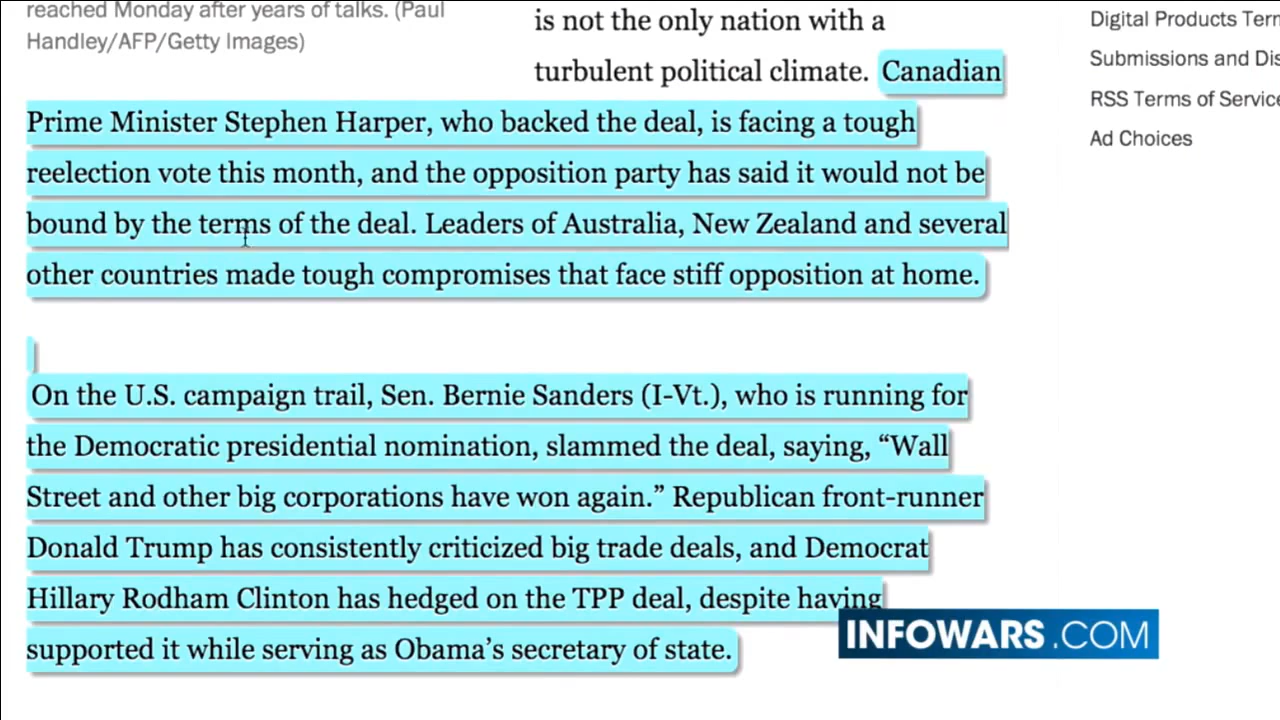 reached Monday after years of talks. (Paul
Handley/AFP/Getty Images)
is not the only nation with a
turbulent political climate. Canadian
Prime Minister Stephen Harper, who backed the deal, is facing a tough
reelection vote this month, and the opposition party has said it would not be
bound by the terms of the deal. Leaders of Australia, New Zealand and several
other countries made tough compromises that face stiff opposition at home.
On the U.S. campaign trail, Sen. Bernie Sanders (I-Vt.), who is running for
the Democratic presidential nomination, slammed the deal, saying, “Wall
Street and other big corporations have won again.” Republican front-runner
Donald Trump has consistently criticized big trade deals, and Democrat
Hillary Rodham Clinton has hedged on the TPP deal, despite having
supported it while serving as Obama’s secretary of state.
Digital Products Term
Submissions and Dis
RSS Terms of Service
Ad Choices
INFOWARS.COM